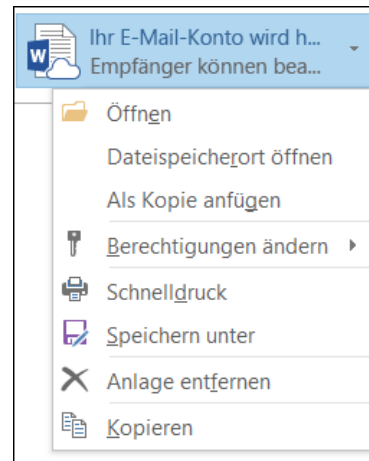 W
Ihr E-Mail-Konto wird h...
Empfänger können bea...
Öffnen
Dateispeicherort öffnen
Als Kopie anfügen
Berechtigungen ändern
Schnelldruck
Speichern unter
Anlage entfernen
Kopieren